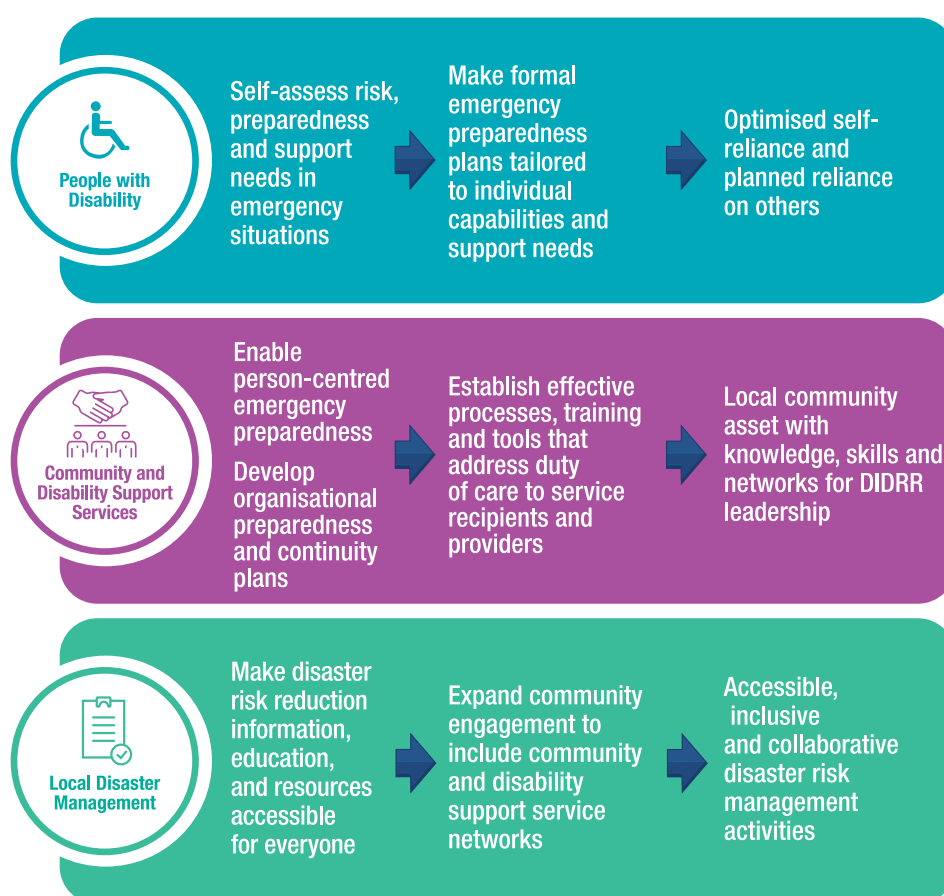 People with
Disability
Self-assess risk,
preparedness
and support
needs in
emergency
situations
Make formal
emergency
preparedness
plans tailored
to individual
capabilities and
support needs
Optimised self-
reliance and
planned reliance
on others
Community and
Disability Support
Services
Enable
person-centred
emergency
preparedness
Develop
organisational
preparedness
and continuity
plans
Establish effective
processes, training
and tools that
address duty
of care to service
recipients and
providers
Local community
asset with
knowledge, skills and
networks for DIDRR
leadership
Local Disaster
Management
Make disaster
risk reduction
information,
education,
and resources
accessible
for everyone
Expand community
engagement to
include community
and disability
support service
networks
Accessible,
inclusive
and collaborative
disaster risk
management
activities